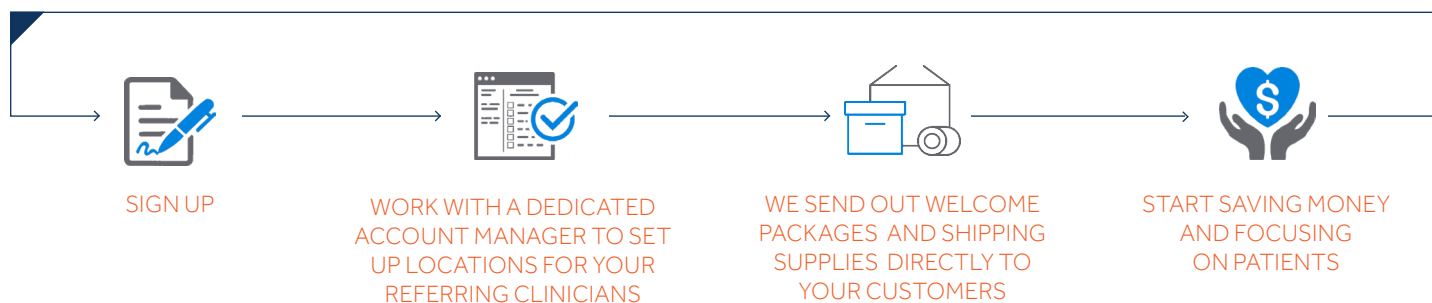 SIGN UP
WORK WITH A DEDICATED
ACCOUNT MANAGER TO SET
UP LOCATIONS FOR YOUR
REFERRING CLINICIANS
WE SEND OUT WELCOME
PACKAGES AND SHIPPING
SUPPLIES DIRECTLY TO
YOUR CUSTOMERS
START SAVING MONEY
AND FOCUSING
ON PATIENTS